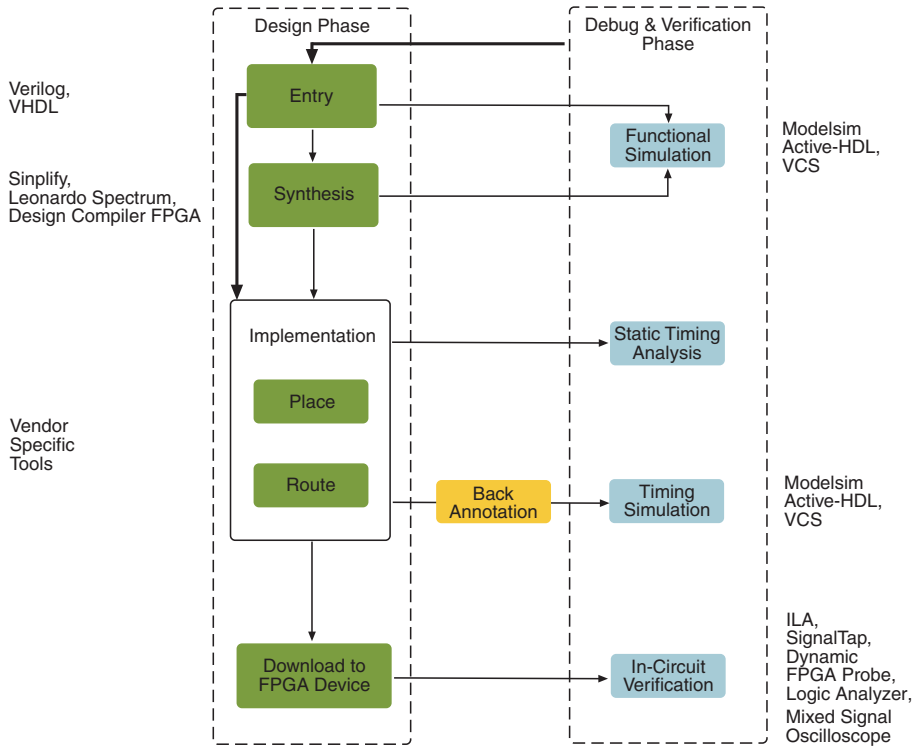 Design Phase
Debug & Verification
Phase
Entry
Verilog,
VHDL
Functional
Simulation
Modelsim
Active-HDL,
VCS
Sinplify,
Leonardo Spectrum,
Design Compiler FPGA
Synthesis
Implementation
Static Timing
Analysis
Place
Vendor
Specific
Tools
Route
Back
Annotation
Timing
Simulation
Modelsim
Active-HDL,
VCS
Download to
FPGA Device
In-Circuit
Verification
ILA,
SignalTap,
Dynamic
FPGA Probe,
Logic Analyzer,
Mixed Signal
Oscilloscope